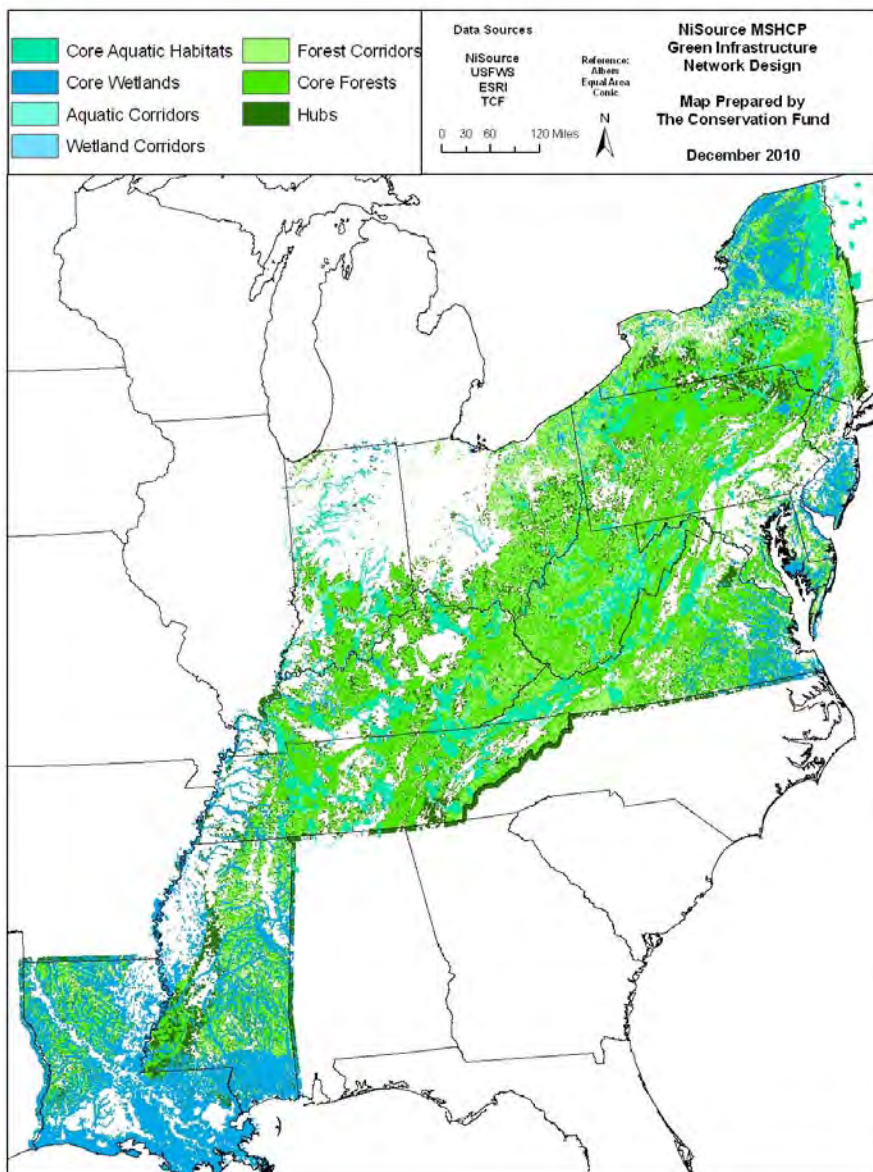 Core Aquatic Habitats
Core Wetlands
Aquatic Corridors
Wetland Corridors
Forest Corridors
Core Forests
Hubs
Data Sources
NiSource
USFWS
ESRI
TCF
0 30 60 120 Miles
Reference:
Albers
Equal Area
Conic
N
NiSource MSHCP
Green Infrastructure
Network Design
Map Prepared by
The Conservation Fund
December 2010